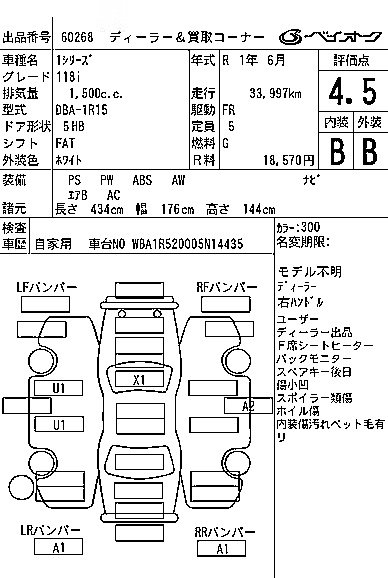 出品番号 60268 ディーラー&買取コーナー ベイオーク
車種名 1シリーズ 年式 R 1年 6月 評価点
グレード 118i
排気量 1,500c.c. 走行 33,997km 4.5
型式 DBA-1R15 駆動 FR
ドア形状 5HB 定員 5 内装 外装
シフト FAT 燃料 G B B
外装色 ホワイト R料 18,570円
装備 PS PW ABS AW ナビ
エアB AC
諸元 長さ 434cm 幅 176cm 高さ 144cm
検査
車歴 自家用 車台NO WBA1R520005N14435
カラー:300
名変期限:
モデル不明
ディーラー
右ハンドル
ユーザー
ディーラー出品
F席シートヒーター
バックモニター
スペアキー後日
傷小凹
スポイラー類傷
ホイル傷
内装傷汚れペット毛有
リ
LFバンパー RFバンパー
X1
U1
A2
U1
LRバンパー RRバンパー
A1 A1